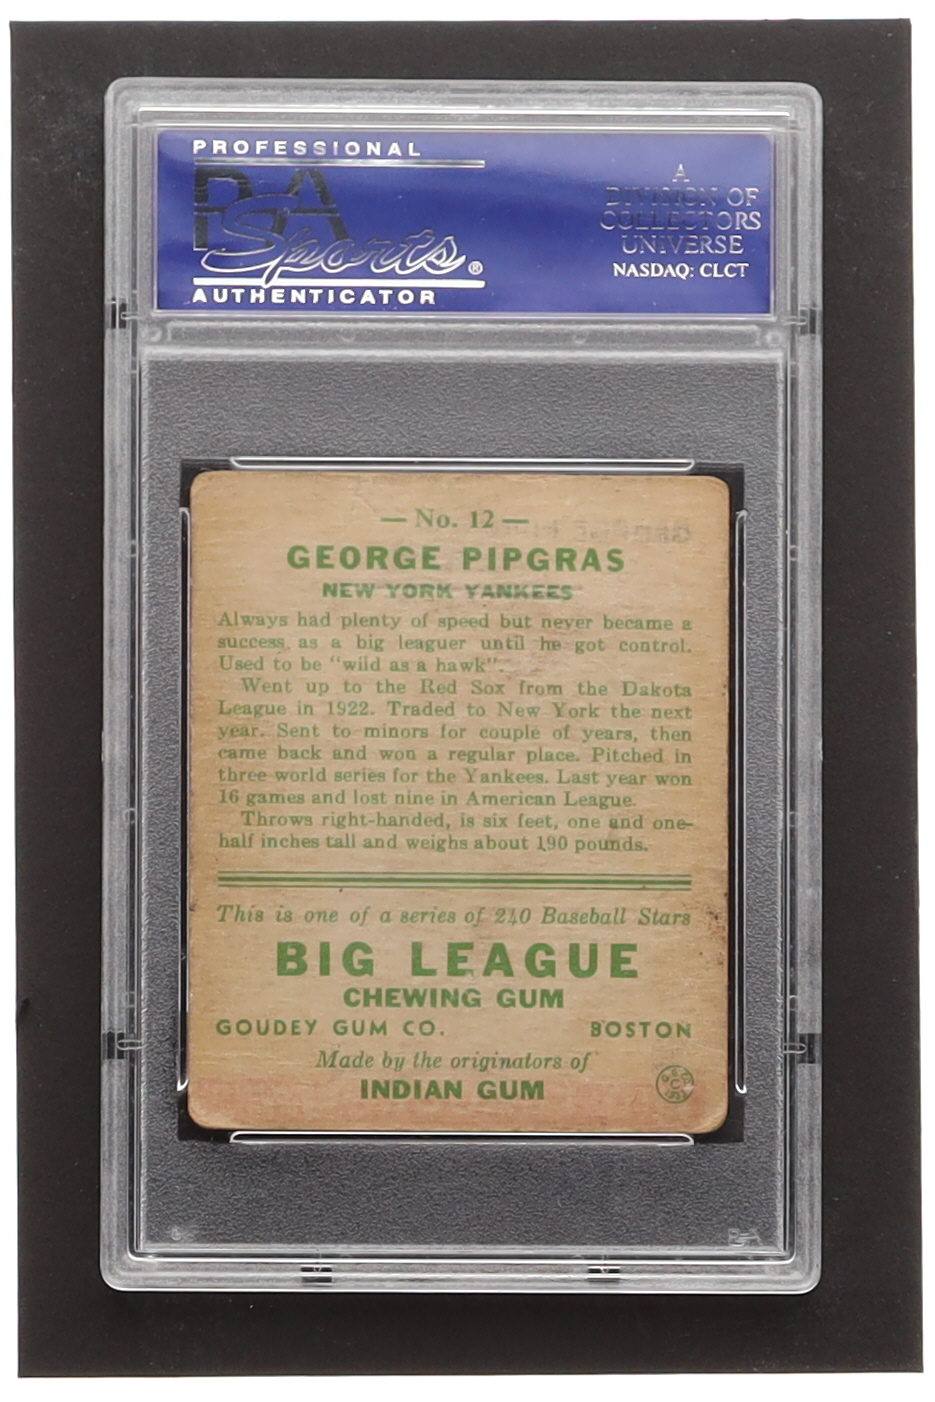 PROFESSIONAL
PSA
Sports®
AUTHENTICATOR
A
DIVISION OF
COLLECTORS
UNIVERSE
NASDAQ: CLCT
— No. 12 —
GEORGE PIPGRAS
NEW YORK YANKEES
Always had plenty of speed but never became a
success as a big leaguer until he got control.
Used to be "wild as a hawk".
Went up to the Red Sox from the Dakota
League in 1922. Traded to New York the next
year. Sent to minors for couple of years, then
came back and won a regular place. Pitched in
three world series for the Yankees. Last year won
16 games and lost nine in American League.
Throws right-handed, is six feet, one and one-
half inches tall and weighs about 190 pounds.
This is one of a series of 240 Baseball Stars
BIG LEAGUE
CHEWING GUM
GOUDEY GUM CO. BOSTON
Made by the originators of
INDIAN GUM
PSA